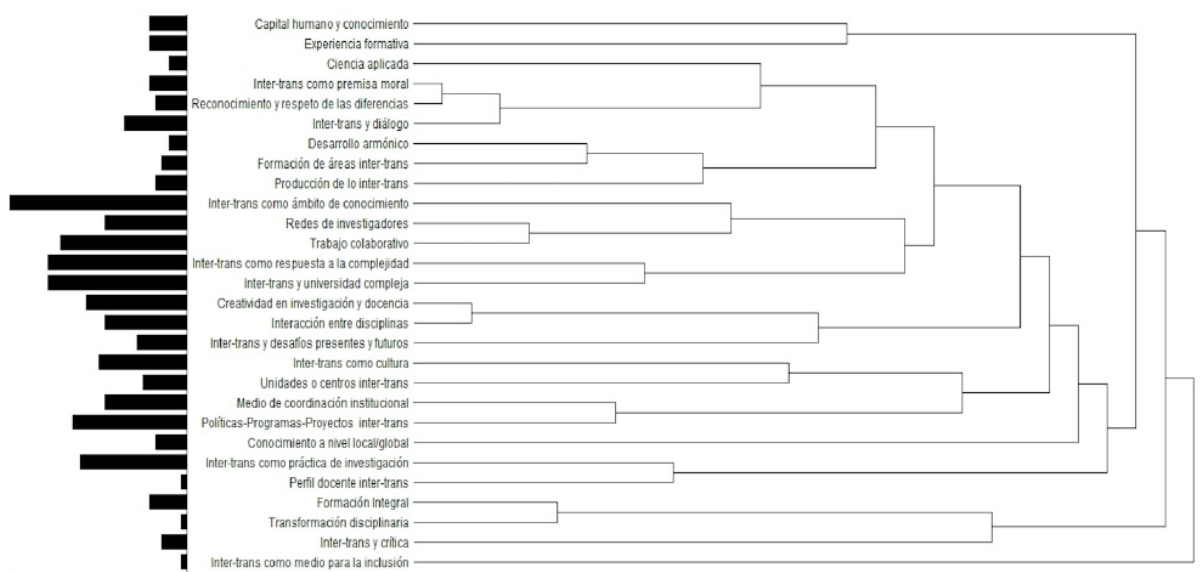 Capital humano y conocimiento
Experiencia formativa
Ciencia aplicada
Inter-trans como premisa moral
Reconocimiento y respeto de las diferencias
Inter-trans y diálogo
Desarrollo armónico
Formación de áreas inter-trans
Producción de lo inter-trans
Inter-trans como ámbito de conocimiento
Redes de investigadores
Trabajo colaborativo
Inter-trans como respuesta a la complejidad
Inter-trans y universidad compleja
Creatividad en investigación y docencia
Interacción entre disciplinas
Inter-trans y desafíos presentes y futuros
Inter-trans como cultura
Unidades o centros inter-trans
Medio de coordinación institucional
Políticas-Programas-Proyectos inter-trans
Conocimiento a nivel local/global
Inter-trans como práctica de investigación
Perfil docente inter-trans
Formación Integral
Transformación disciplinaria
Inter-trans y crítica
Inter-trans como medio para la inclusión